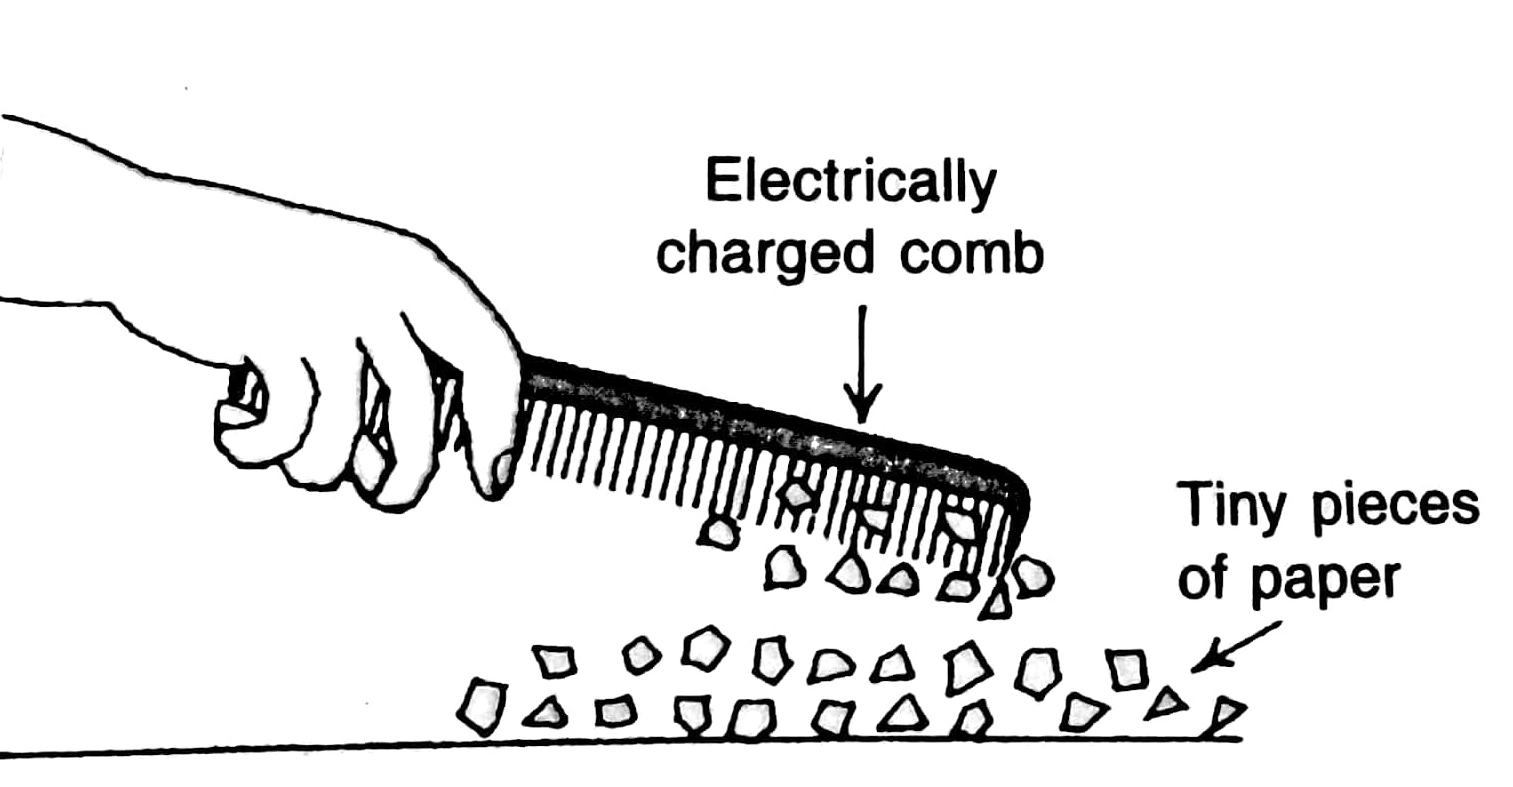 Electrically
charged comb
Tiny pieces
of paper